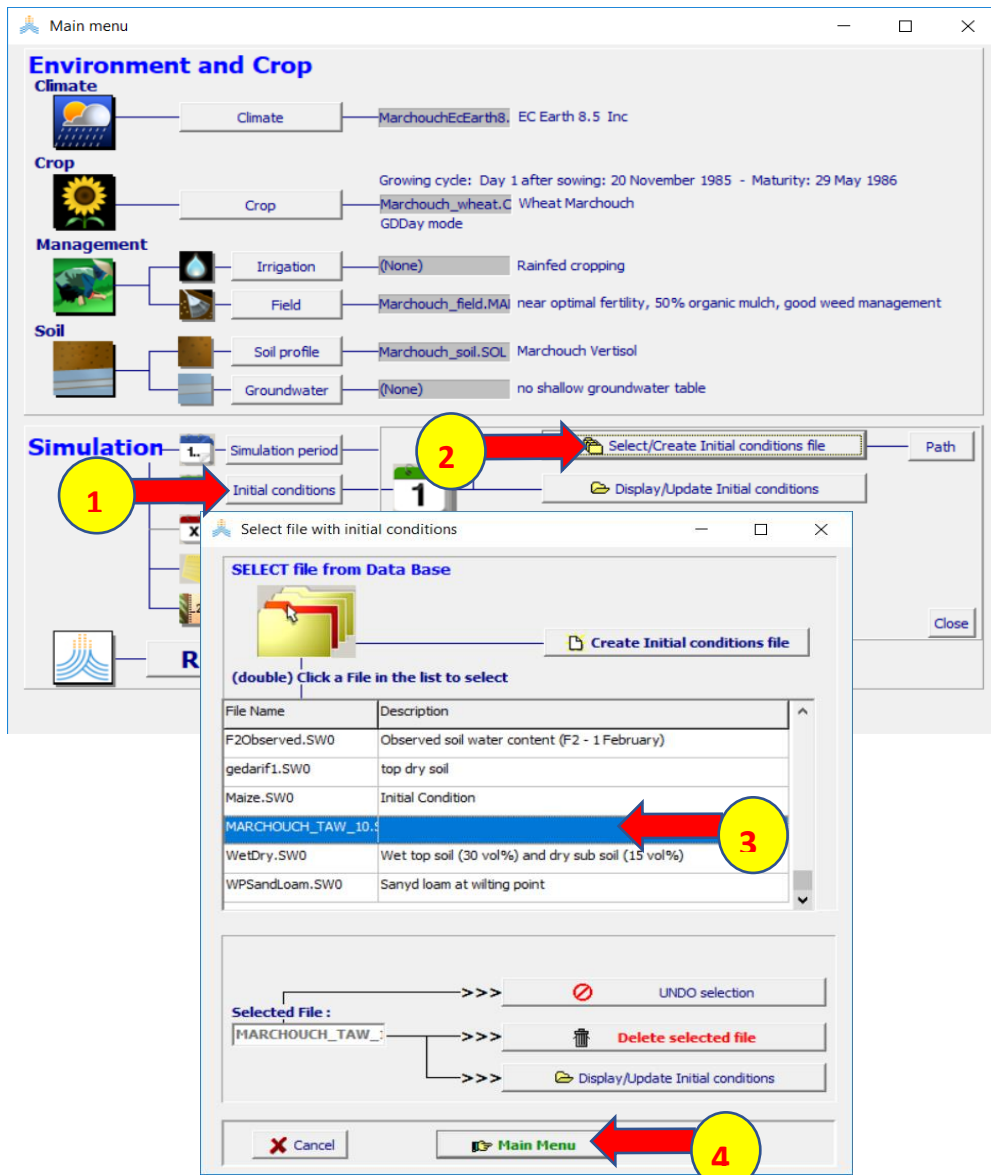 Main menu
Environment and Crop
Climate
Climate
MarchouchEcEarth8. EC Earth 8.5 Inc
Crop
Growing cycle: Day 1 after sowing: 20 November 1985 - Maturity: 29 May 1986
Crop
Marchouch_wheat.C Wheat Marchouch
GDDay mode
Management
Irrigation
(None) Rainfed cropping
Field
Marchouch_field.MA near optimal fertility, 50% organic mulch, good weed management
Soil
Soil profile
Marchouch_soil.SOL Marchouch Vertisol
Groundwater
(None) no shallow groundwater table
Simulation
1..
Simulation period
2
Select/Create Initial conditions file
Path
1
Initial conditions
1
Display/Update Initial conditions
X
Select file with initial conditions
SELECT file from Data Base
Create Initial conditions file
Close
R
(double) Click a File in the list to select
File Name Description
F2Observed.SW0 Observed soil water content (F2 - 1 February)
gedarif1.SW0 top dry soil
Maize.SW0 Initial Condition
MARCHOUCH_TAW_10.S
3
WetDry.SW0 Wet top soil (30 vol%) and dry sub soil (15 vol%)
WPSandLoam.SW0 Sanyd loam at wilting point
>>> UNDO selection
Selected File :
MARCHOUCH_TAW_
>>> Delete selected file
>>> Display/Update Initial conditions
Cancel
Main Menu
4